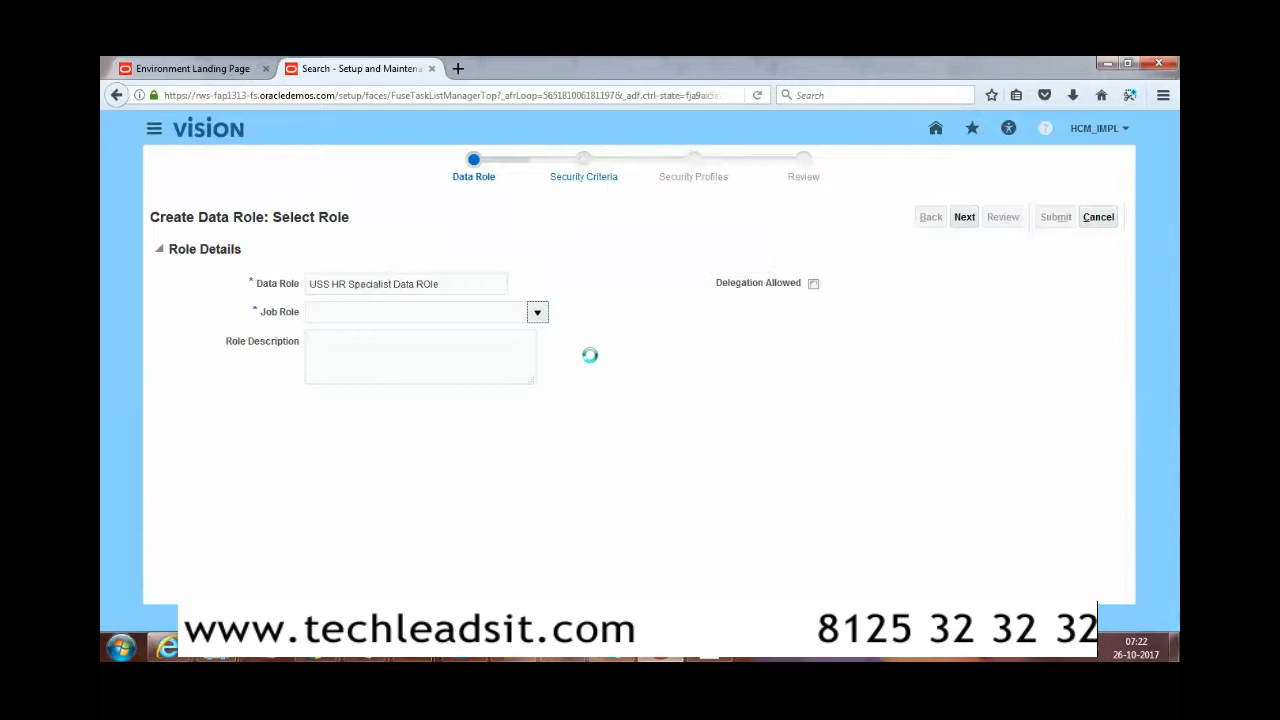 Environment Landing Page
Search - Setup and Maintena
https://rws-fap1313-fs.oracledemos.com/setup/faces/FuseTaskListManagerTop?_afrLoop=565181006181197&_adf.ctrl-state=fja9ai
Search
VISION
HCM_IMPL
Data Role
Security Criteria
Security Profiles
Review
Create Data Role: Select Role
Back
Next
Review
Submit
Cancel
Role Details
* Data Role
USS HR Specialist Data ROle
Delegation Allowed
* Job Role
Role Description
www.techleadsit.com
8125 32 32 32
07:22
26-10-2017